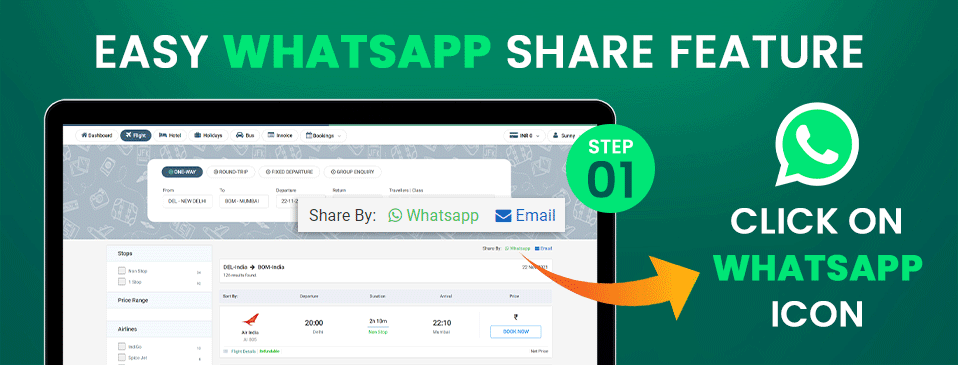 EASY WHATSAPP SHARE FEATURE
Dashboard Flight Hotel Holidays Bus Invoice Bookings INR 0 Sunny
ONE-WAY ROUND-TRIP FIXED DEPARTURE GROUP ENQUIRY
From To Departure Return Travellers / Class
DEL - NEW DELHI BOM - MUMBAI 22-11-2
Share By: Whatsapp Email
STEP
01
CLICK ON
WHATSAPP
ICON
Share By: Whatsapp Email
Stops
Non Stop
1 Stop
Price Range
Airlines
IndiGo
Spice Jet
DEL-India → BOM-India
126 results found
Sort By: Departure Duration Arrival Price
Air India
20:00
Delhi
2h 10m
Non Stop
22:10
Mumbai
₹
BOOK NOW
Flight Details Refundable
Net Price